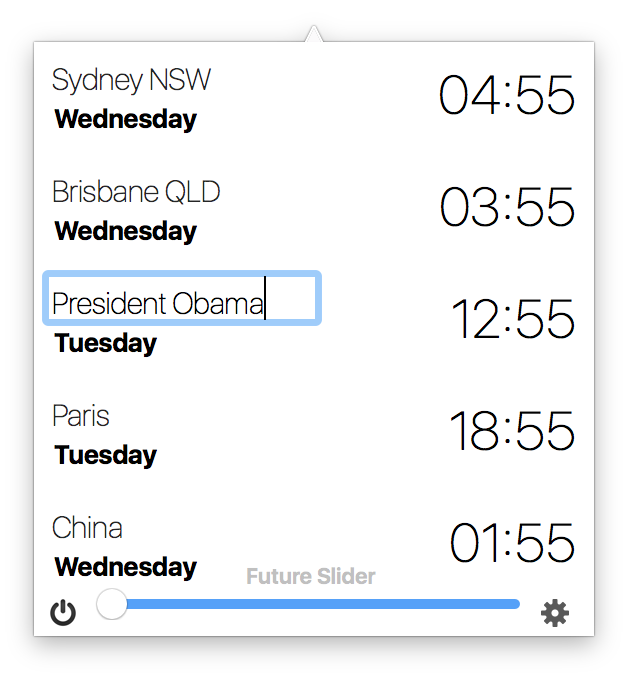 Sydney NSW
04:55
Wednesday
Brisbane QLD
03:55
Wednesday
President Obama
12:55
Tuesday
Paris
18:55
Tuesday
China
01:55
Wednesday
Future Slider